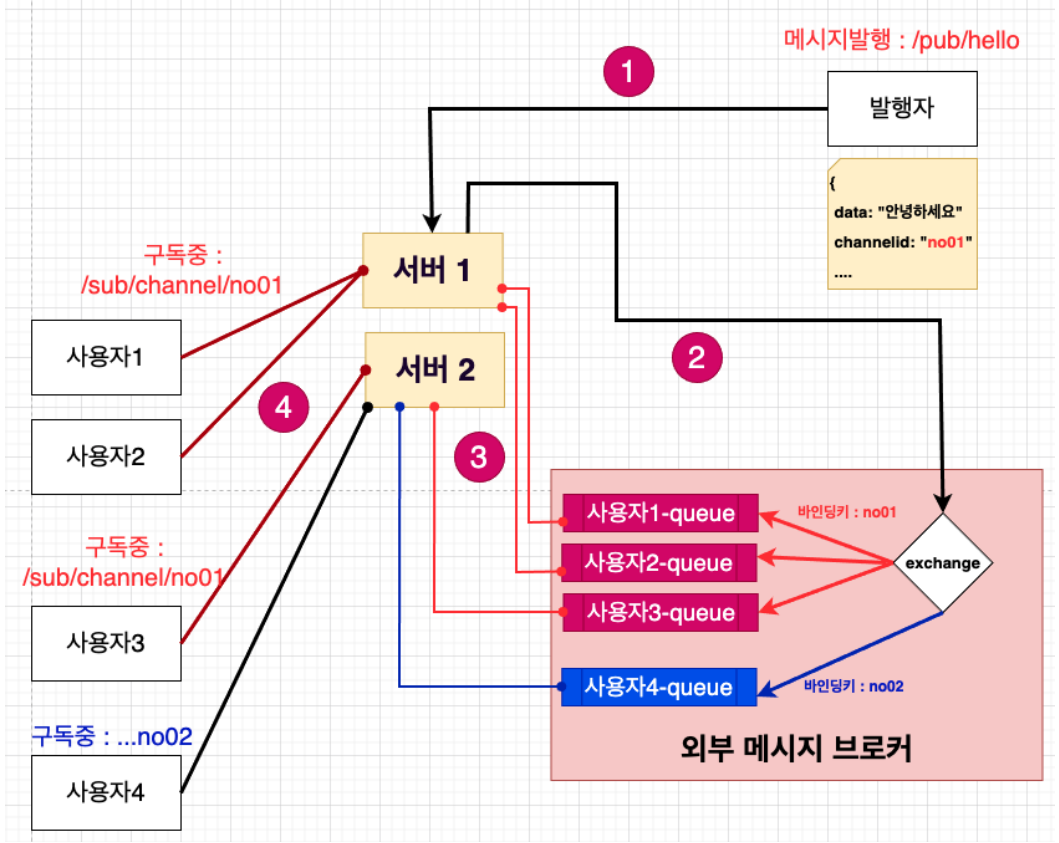 메시지발행 : /pub/hello
1
발행자
{
data: "안녕하세요"
channelid: "no01"
....
구독중 :
/sub/channel/no01
서버 1
사용자1
서버 2
2
4
사용자2
3
사용자1-queue
바인딩키 : no01
구독중 :
/sub/channel/no01
사용자2-queue
exchange
사용자3-queue
사용자3
사용자4-queue
바인딩키 : no02
구독중 : ...no02
외부 메시지 브로커
사용자4